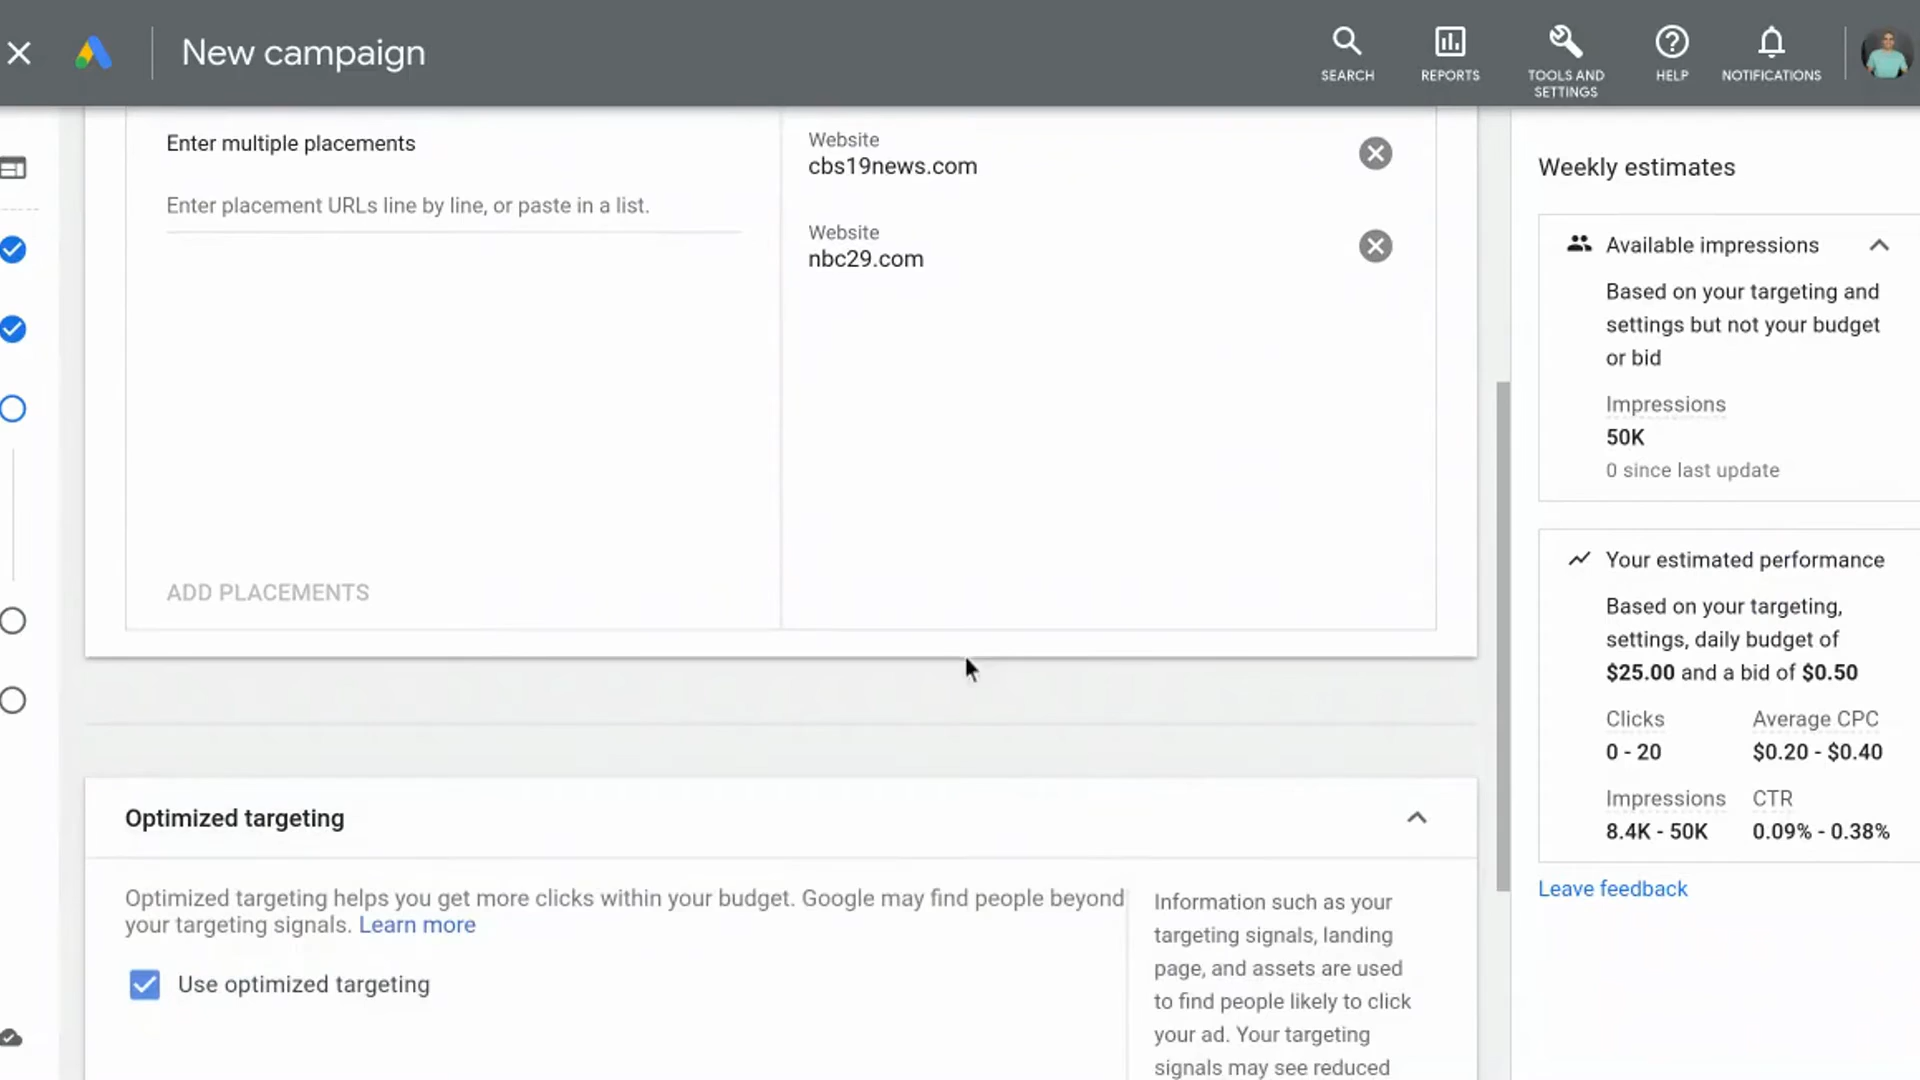 New campaign
SEARCH
REPORTS
TOOLS AND
SETTINGS
HELP
NOTIFICATIONS
Enter multiple placements
Enter placement URLs line by line, or paste in a list.
ADD PLACEMENTS
Website
cbs19news.com
Website
nbc29.com
Optimized targeting
Optimized targeting helps you get more clicks within your budget. Google may find people beyond
your targeting signals. Learn more
Use optimized targeting
Information such as your
targeting signals, landing
page, and assets are used
to find people likely to click
your ad. Your targeting
signals may see reduced
Weekly estimates
Available impressions
Based on your targeting and
settings but not your budget
or bid
Impressions
50K
0 since last update
Your estimated performance
Based on your targeting,
settings, daily budget of
$25.00 and a bid of $0.50
Clicks Average CPC
0 - 20 $0.20 - $0.40
Impressions CTR
8.4K - 50K 0.09% - 0.38%
Leave feedback